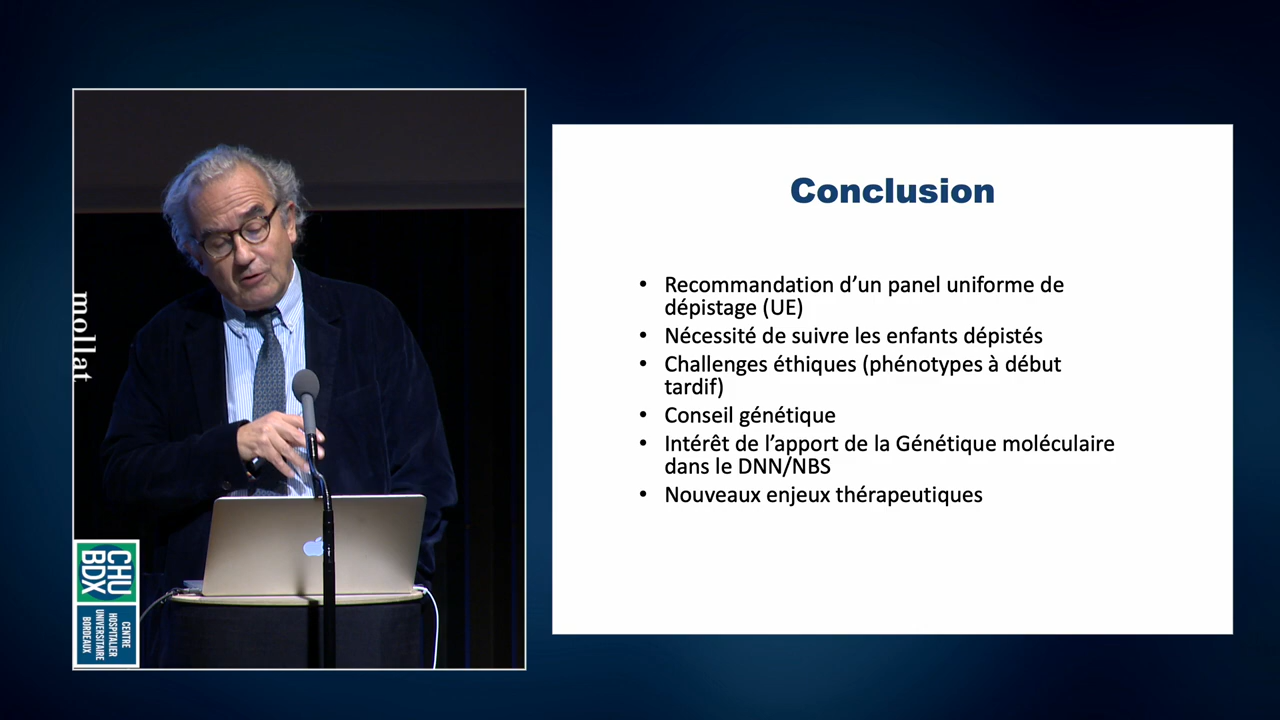 mollat
CHU
BDX
CENTRE
HOSPITALIER
UNIVERSITAIRE
BORDEAUX
Conclusion
• Recommandation d’un panel uniforme de
dépistage (UE)
• Nécessité de suivre les enfants dépistés
• Challenges éthiques (phénotypes à début
tardif)
• Conseil génétique
• Intérêt de l’apport de la Génétique moléculaire
dans le DNN/NBS
• Nouveaux enjeux thérapeutiques